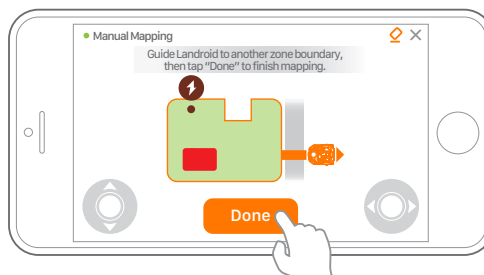 Manual Mapping
Guide Landroid to another zone boundary,
then tap “Done” to finish mapping.
Done